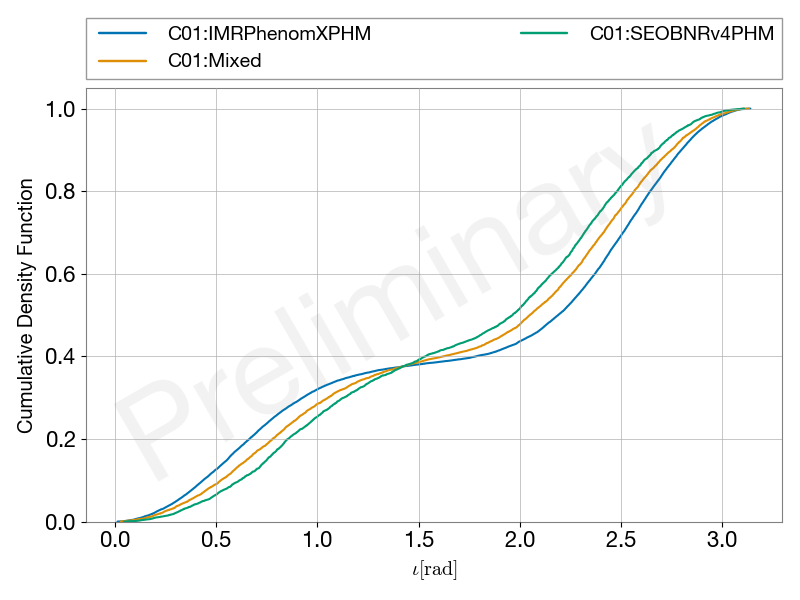 C01:IMRPhenomXPHM C01:SEOBNRv4PHM
C01:Mixed
Cumulative Density Function
1.0
0.8
0.6
0.4
0.2
0.0
Preliminary
0.0 0.5 1.0 1.5 2.0 2.5 3.0
ι[rad]